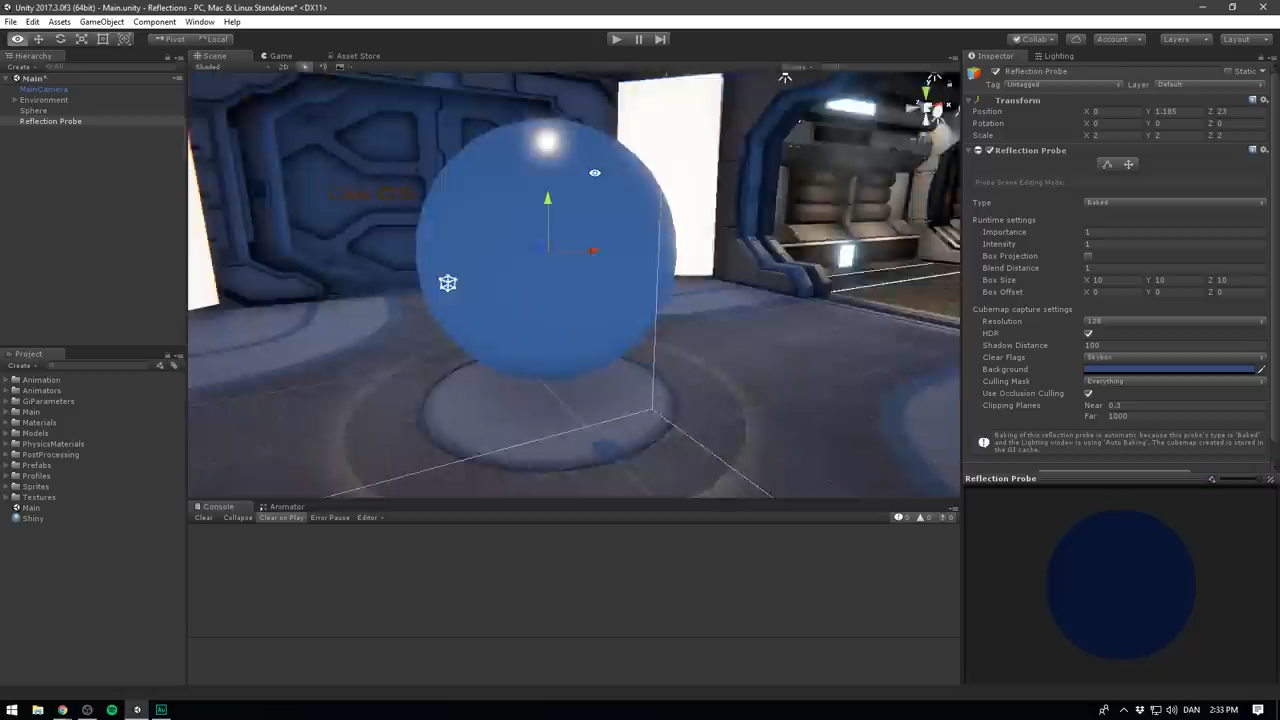 Unity 2017.3.0f3 (64bit) - Main.unity - Reflections - PC, Mac & Linux Standalone* <DX11>
File Edit Assets GameObject Component Window Help
Pivot Local Collab Account Layers Layout
Hierarchy Scene Game Asset Store Inspector Lighting
Create Shaded 2D
Main*
MainCamera
Environment
Sphere
Reflection Probe
Reflection Probe Static
Tag Untagged Layer Default
Transform
Position X 0 Y 1.185 Z 23
Rotation X 0 Y 0 Z 0
Scale X 2 Y 2 Z 2
Reflection Probe
Probe Scene Editing Mode:
Type Baked
Runtime settings
Importance 1
Intensity 1
Box Projection
Blend Distance 1
Box Size X 10 Y 10 Z 10
Box Offset X 0 Y 0 Z 0
Cubemap capture settings
Resolution 128
HDR
Shadow Distance 100
Clear Flags Skybox
Background
Culling Mask Everything
Use Occlusion Culling
Clipping Planes Near 0.3
Far 1000
Baking of this reflection probe is automatic because this probe's type is 'Baked'
and the Lighting window is using 'Auto Baking'. The cubemap created is stored in
the GI cache.
Reflection Probe
Project
Create
Animation
Animators
GiParameters
Main
Materials
Models
PhysicsMaterials
PostProcessing
Prefabs
Profiles
Sprites
Textures
Main
Shiny
Console Animator
Clear Collapse Clear on Play Error Pause Editor 0 0 0
Au DAN 2:33 PM